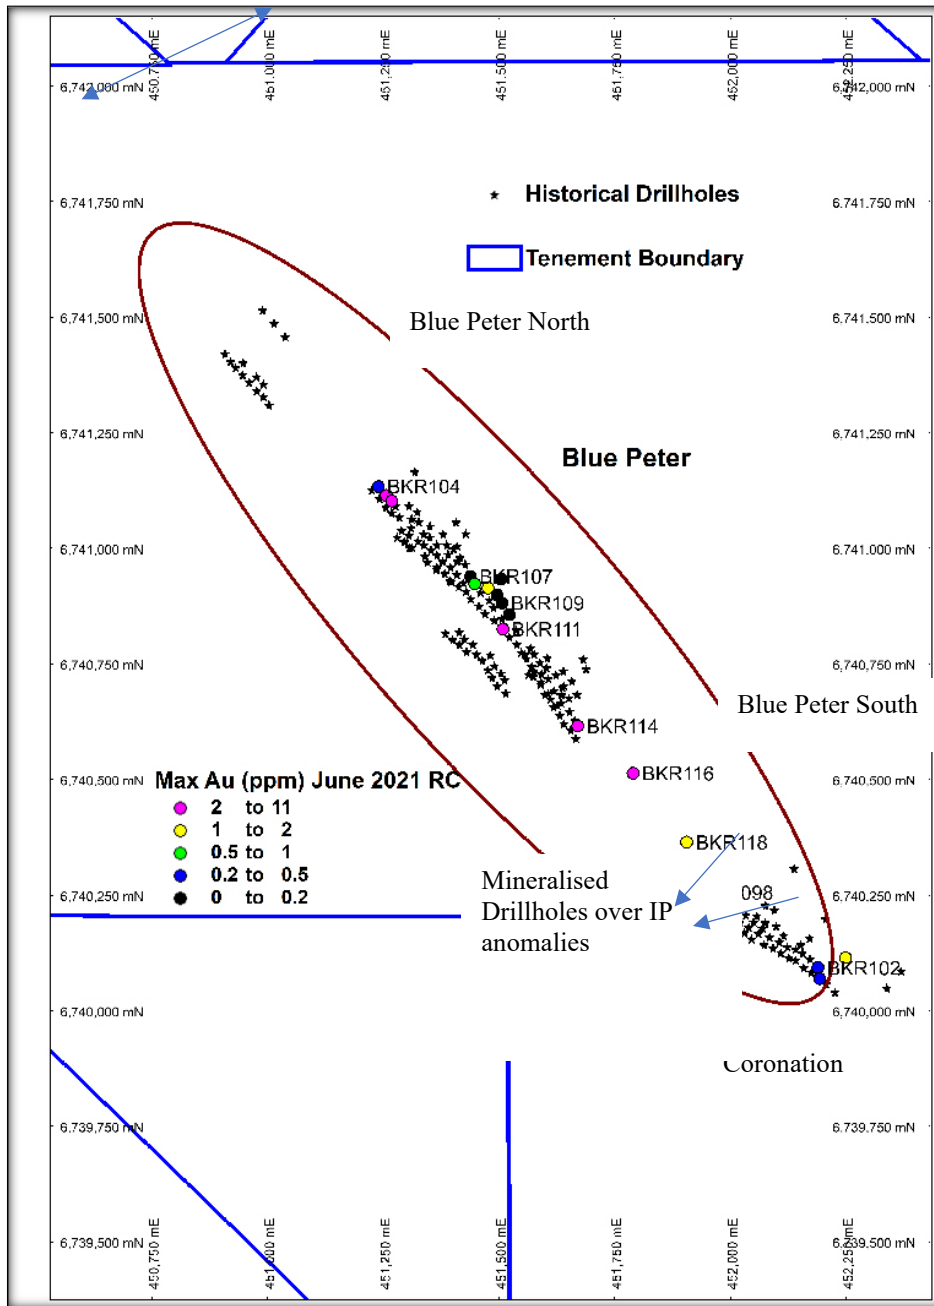 450,750 mE
451,000 mE
451,250 mE
451,500 mE
451,750 mE
452,000 mE
452,250 mE
6,742,000 mN
6,742,000 mN
6,741,750 mN
Historical Drillholes
6,741,750 mN
Tenement Boundary
6,741,500 mN
Blue Peter North
6,741,500 mN
6,741,250 mN
6,741,250 mN
Blue Peter
BKR104
6,741,000 mN
6,741,000 mN
BKR107
BKR109
BKR111
6,740,750 mN
6,740,750 mN
Blue Peter South
BKR114
BKR116
6,740,500 mN
6,740,500 mN
Max Au (ppm) June 2021 RC
2 to 11
1 to 2
0.5 to 1
0.2 to 0.5
0 to 0.2
BKR118
Mineralised
Drillholes over IP
anomalies
098
6,740,250 mN
6,740,250 mN
BKR102
6,740,000 mN
6,740,000 mN
Coronation
6,739,750 mN
6,739,750 mN
6,739,500 mN
6,739,500 mN
450,750 mE
451,000 mE
451,250 mE
451,500 mE
451,750 mE
452,000 mE
452,250 mE